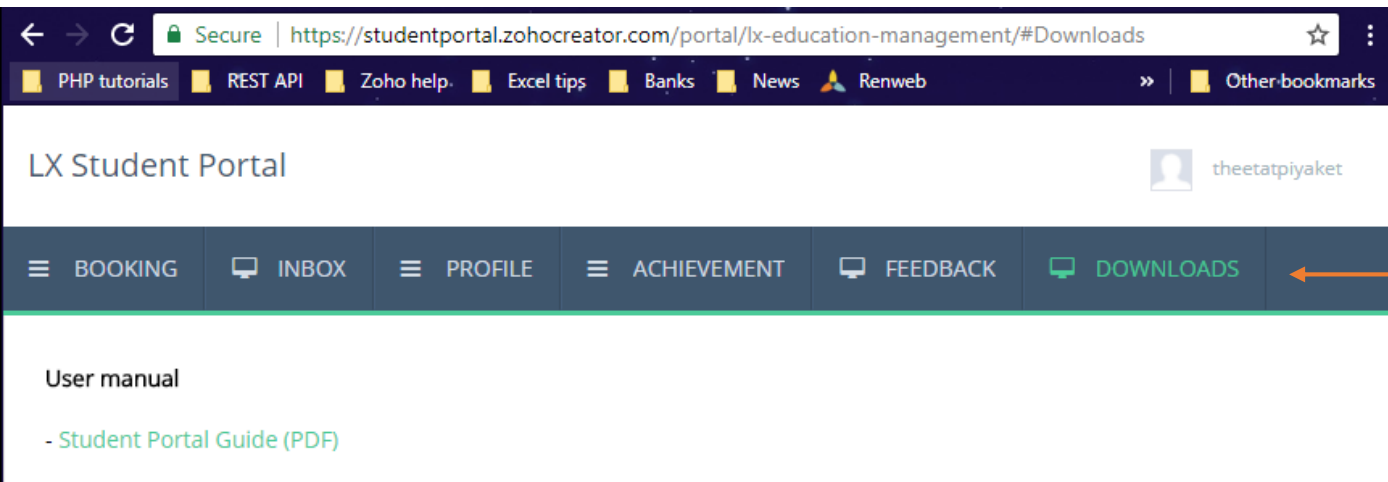 Secure | https://studentportal.zohocreator.com/portal/lx-education-management/#Downloads
PHP tutorials REST API Zoho help Excel tips Banks News Renweb » Other bookmarks
LX Student Portal theetatpiyaket
BOOKING INBOX PROFILE ACHIEVEMENT FEEDBACK DOWNLOADS
User manual
- Student Portal Guide (PDF)